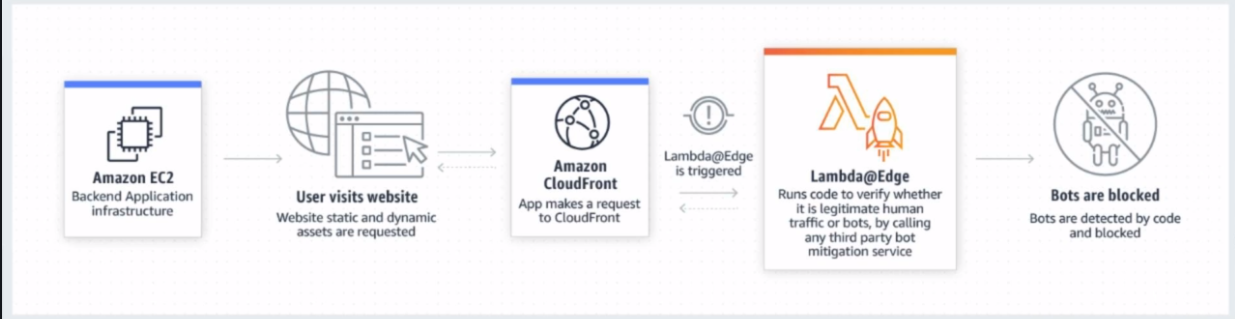 Amazon EC2
Backend Application
infrastructure
User visits website
Website static and dynamic
assets are requested
Amazon
CloudFront
App makes a request
to CloudFront
Lambda@Edge
is triggered
Lambda@Edge
Runs code to verify whether
it is legitimate human
traffic or bots, by calling
any third party bot
mitigation service
Bots are blocked
Bots are detected by code
and blocked